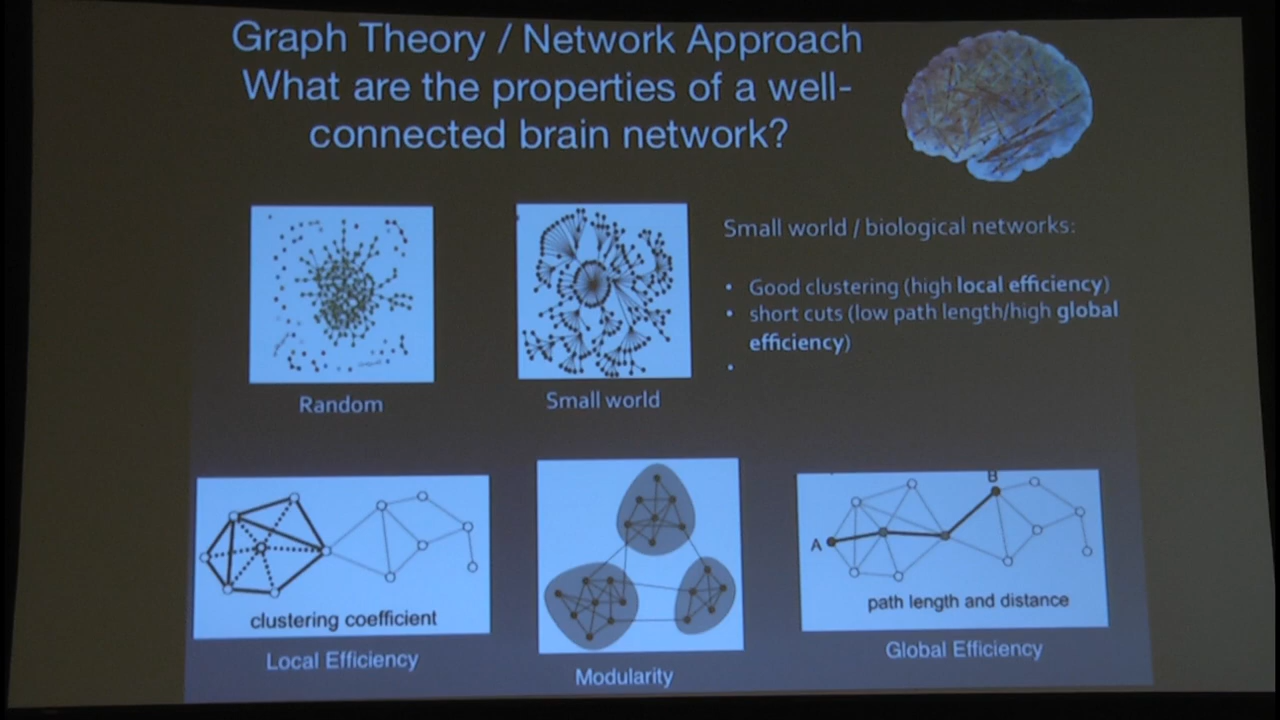 Graph Theory / Network Approach
What are the properties of a well-
connected brain network?
Small world / biological networks:
• Good clustering (high local efficiency)
• short cuts (low path length/high global
efficiency)
•
Random
Small world
clustering coefficient
Local Efficiency
Modularity
B
A
path length and distance
Global Efficiency